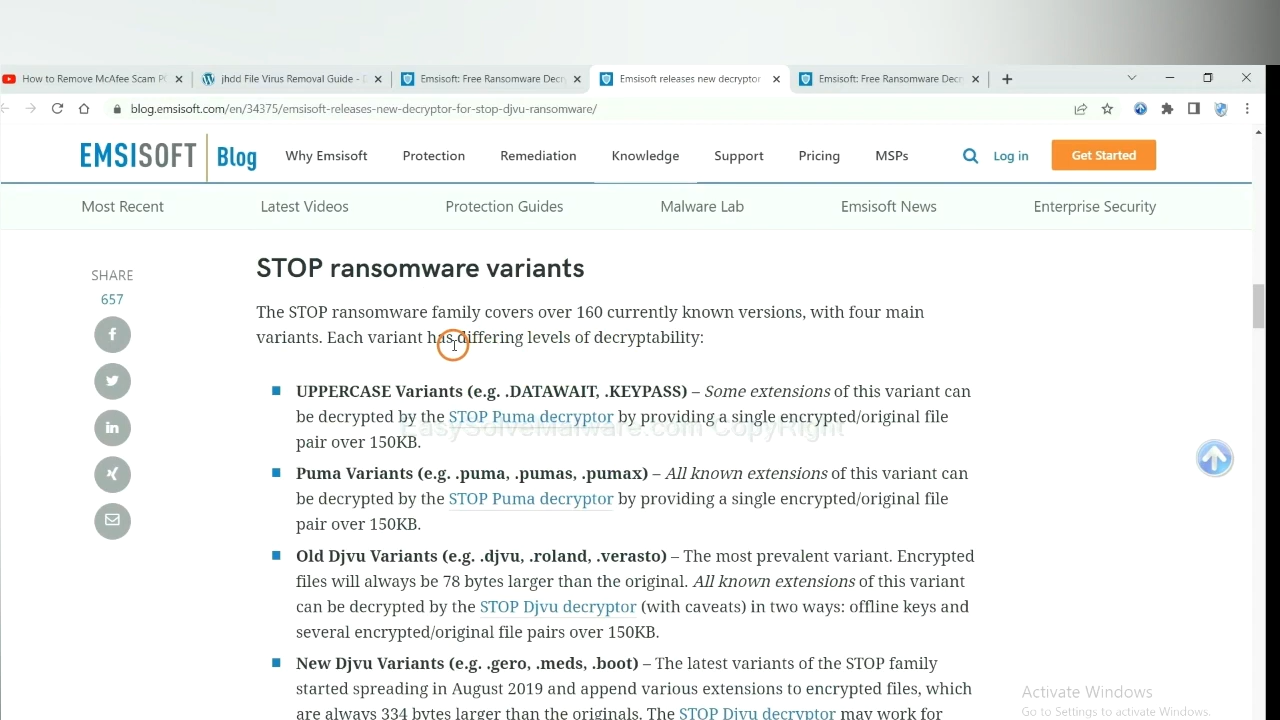 How to Remove McAfee Scam P
jhdd File Virus Removal Guide -
Emsisoft: Free Ransomware Decr
Emsisoft releases new decryptor
Emsisoft: Free Ransomware Decr
blog.emsisoft.com/en/34375/emsisoft-releases-new-decryptor-for-stop-djvu-ransomware/
EMSISOFT Blog Why Emsisoft Protection Remediation Knowledge Support Pricing MSPs Log in Get Started
Most Recent Latest Videos Protection Guides Malware Lab Emsisoft News Enterprise Security
SHARE
657
STOP ransomware variants
The STOP ransomware family covers over 160 currently known versions, with four main
variants. Each variant has differing levels of decryptability:
UPPERCASE Variants (e.g. .DATAWAIT, .KEYPASS) – Some extensions of this variant can
be decrypted by the STOP Puma decryptor by providing a single encrypted/original file
EasySolveMalware.com CopyRight
pair over 150KB.
Puma Variants (e.g. .puma, .pumas, .pumax) – All known extensions of this variant can
be decrypted by the STOP Puma decryptor by providing a single encrypted/original file
pair over 150KB.
Old Djvu Variants (e.g. .djvu, .roland, .verasto) – The most prevalent variant. Encrypted
files will always be 78 bytes larger than the original. All known extensions of this variant
can be decrypted by the STOP Djvu decryptor (with caveats) in two ways: offline keys and
several encrypted/original file pairs over 150KB.
New Djvu Variants (e.g. .gero, .meds, .boot) – The latest variants of the STOP family
started spreading in August 2019 and append various extensions to encrypted files, which
are always 334 bytes larger than the originals. The STOP Djvu decryptor may work for
Activate Windows
Go to Settings to activate Windows.